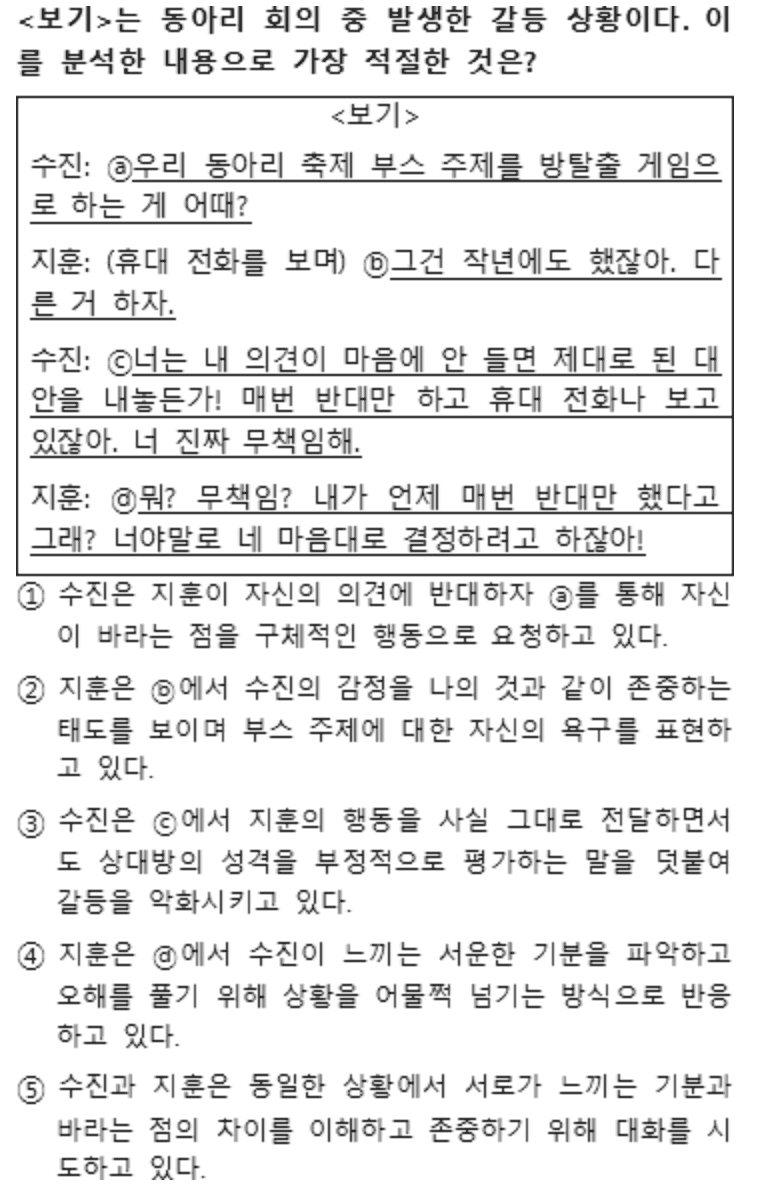 <보기>는 동아리 회의 중 발생한 갈등 상황이다. 이
를 분석한 내용으로 가장 적절한 것은?
<보기>
수진: ⓐ우리 동아리 축제 부스 주제를 방탈출 게임으
로 하는 게 어때?
지훈: (휴대 전화를 보며) ⓑ그건 작년에도 했잖아. 다
른 거 하자.
수진: ⓒ너는 내 의견이 마음에 안 들면 제대로 된 대
안을 내놓든가! 매번 반대만 하고 휴대 전화나 보고
있잖아. 너 진짜 무책임해.
지훈: ⓓ뭐? 무책임? 내가 언제 매번 반대만 했다고
그래? 너야말로 네 마음대로 결정하려고 하잖아!
① 수진은 지훈이 자신의 의견에 반대하자 ⓐ를 통해 자신
이 바라는 점을 구체적인 행동으로 요청하고 있다.
② 지훈은 ⓑ에서 수진의 감정을 나의 것과 같이 존중하는
태도를 보이며 부스 주제에 대한 자신의 욕구를 표현하
고 있다.
③ 수진은 ⓒ에서 지훈의 행동을 사실 그대로 전달하면서
도 상대방의 성격을 부정적으로 평가하는 말을 덧붙여
갈등을 악화시키고 있다.
④ 지훈은 ⓓ에서 수진이 느끼는 서운한 기분을 파악하고
오해를 풀기 위해 상황을 어물쩍 넘기는 방식으로 반응
하고 있다.
⑤ 수진과 지훈은 동일한 상황에서 서로가 느끼는 기분과
바라는 점의 차이를 이해하고 존중하기 위해 대화를 시
도하고 있다.